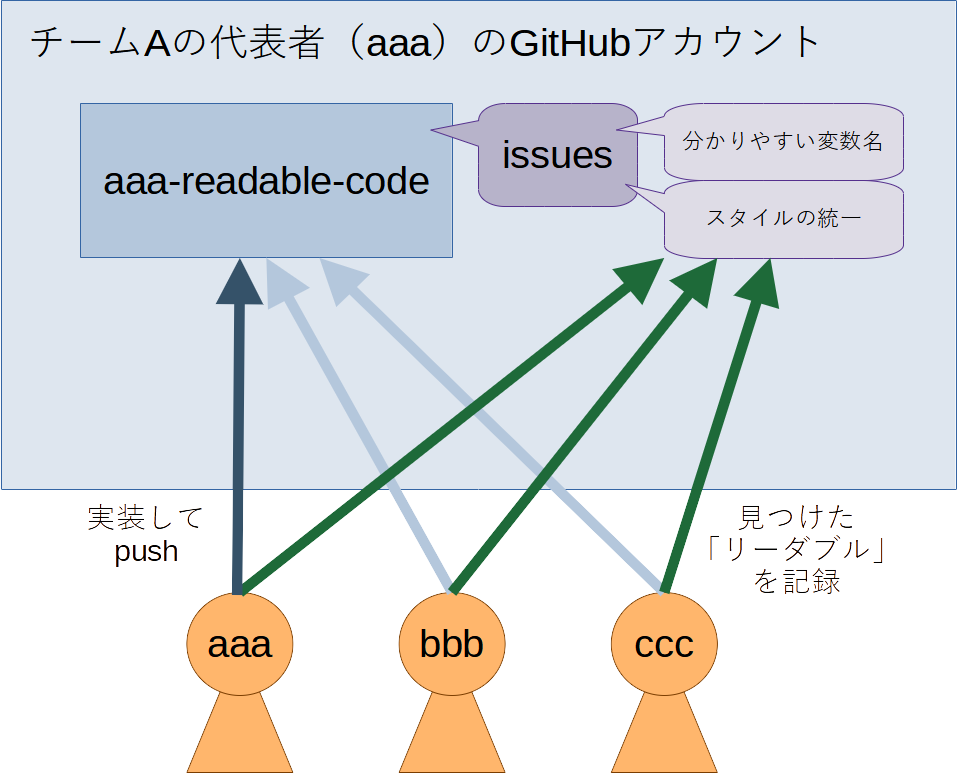 チームAの代表者（aaa）のGitHubアカウント
aaa-readable-code
issues
分かりやすい変数名
スタイルの統一
実装して
push
見つけた
「リーダブル」
を記録
aaa
bbb
ccc